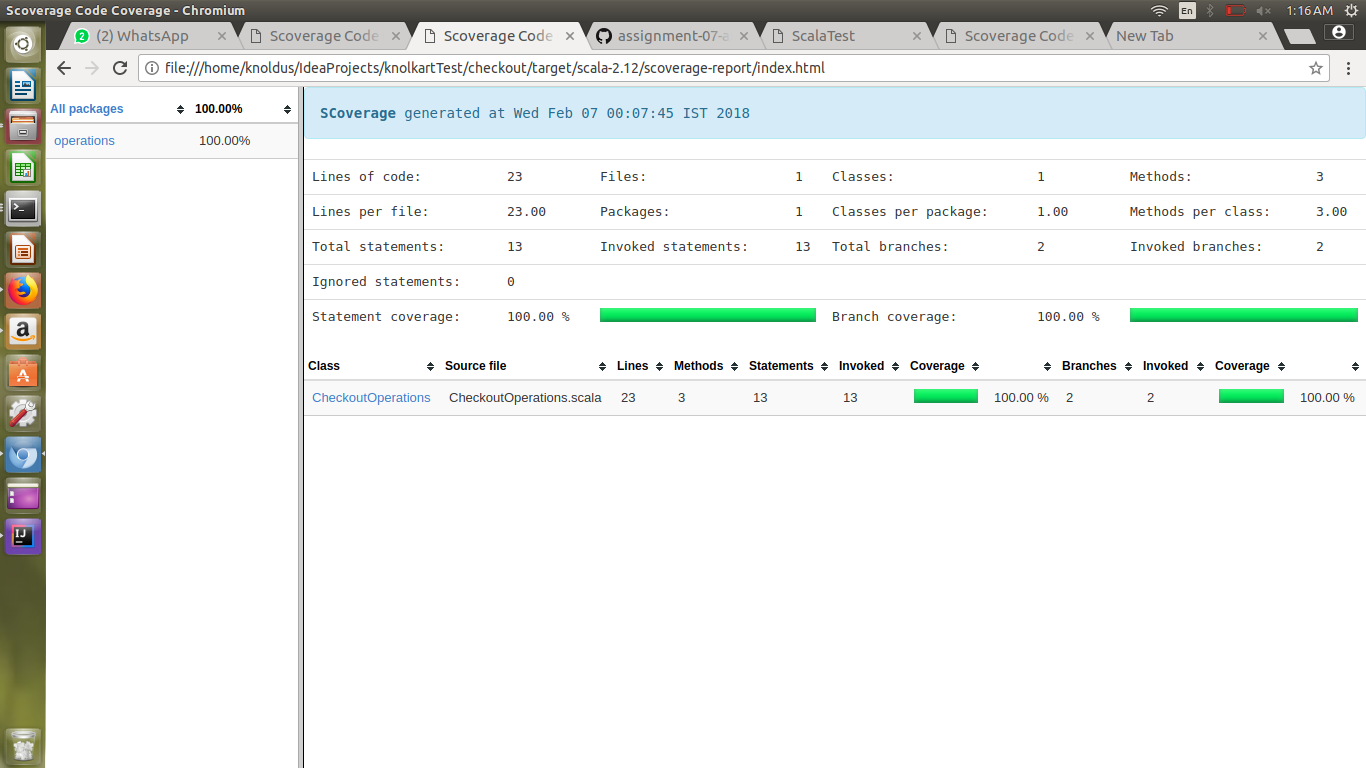 Scoverage Code Coverage - Chromium
En
1:16 AM
2 (2) WhatsApp
Scoverage Code
Scoverage Code
assignment-07-a
ScalaTest
Scoverage Code
New Tab
file:///home/knoldus/IdeaProjects/knolkartTest/checkout/target/scala-2.12/scoverage-report/index.html
All packages 100.00%
operations 100.00%
SCoverage generated at Wed Feb 07 00:07:45 IST 2018
Lines of code: 23 Files: 1 Classes: 1 Methods: 3
Lines per file: 23.00 Packages: 1 Classes per package: 1.00 Methods per class: 3.00
Total statements: 13 Invoked statements: 13 Total branches: 2 Invoked branches: 2
Ignored statements: 0
Statement coverage: 100.00 % Branch coverage: 100.00 %
Class Source file Lines Methods Statements Invoked Coverage Branches Invoked Coverage
CheckoutOperations CheckoutOperations.scala 23 3 13 13 100.00 % 2 2 100.00 %
a
A
IJ